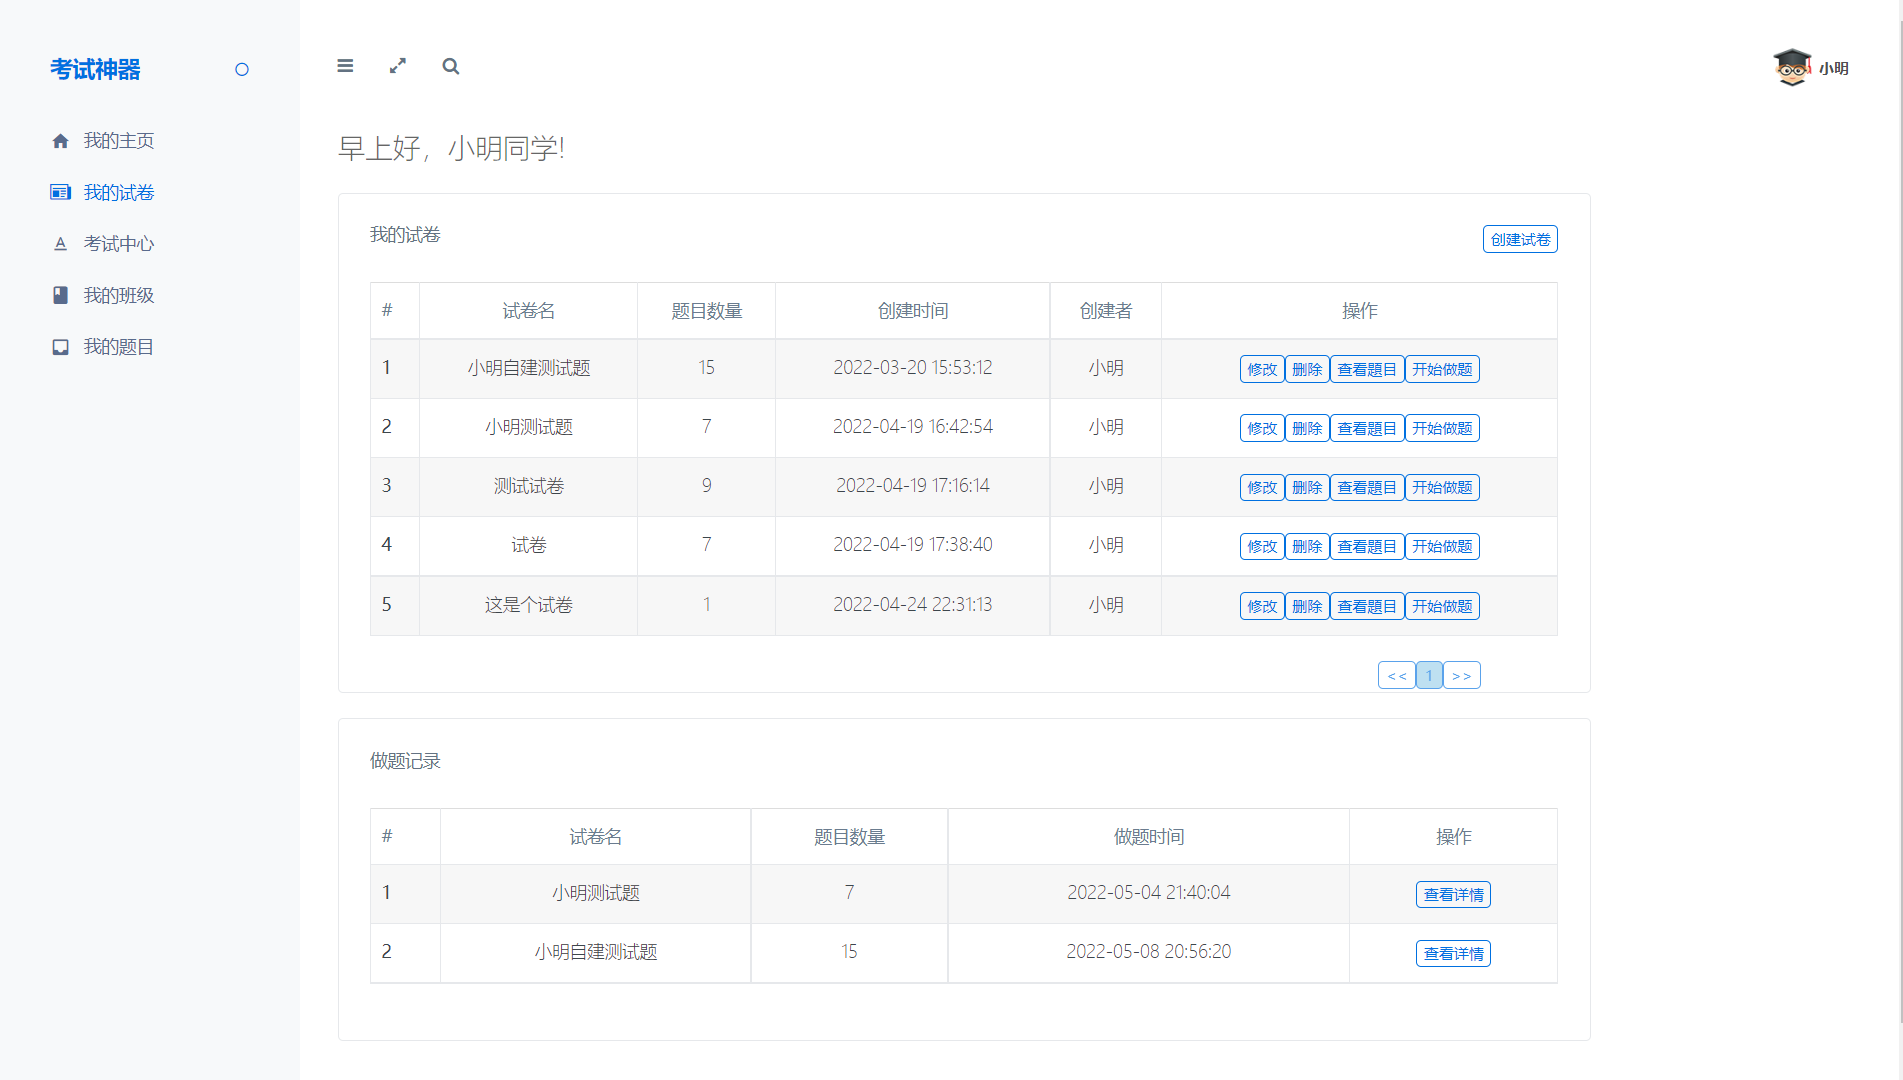 考试神器
小明
我的主页
我的试卷
考试中心
我的班级
我的题目
早上好，小明同学!
我的试卷
创建试卷
# 试卷名 题目数量 创建时间 创建者 操作
1 小明自建测试题 15 2022-03-20 15:53:12 小明 修改 删除 查看题目 开始做题
2 小明测试题 7 2022-04-19 16:42:54 小明 修改 删除 查看题目 开始做题
3 测试试卷 9 2022-04-19 17:16:14 小明 修改 删除 查看题目 开始做题
4 试卷 7 2022-04-19 17:38:40 小明 修改 删除 查看题目 开始做题
5 这是个试卷 1 2022-04-24 22:31:13 小明 修改 删除 查看题目 开始做题
<< 1 >>
做题记录
# 试卷名 题目数量 做题时间 操作
1 小明测试题 7 2022-05-04 21:40:04 查看详情
2 小明自建测试题 15 2022-05-08 20:56:20 查看详情